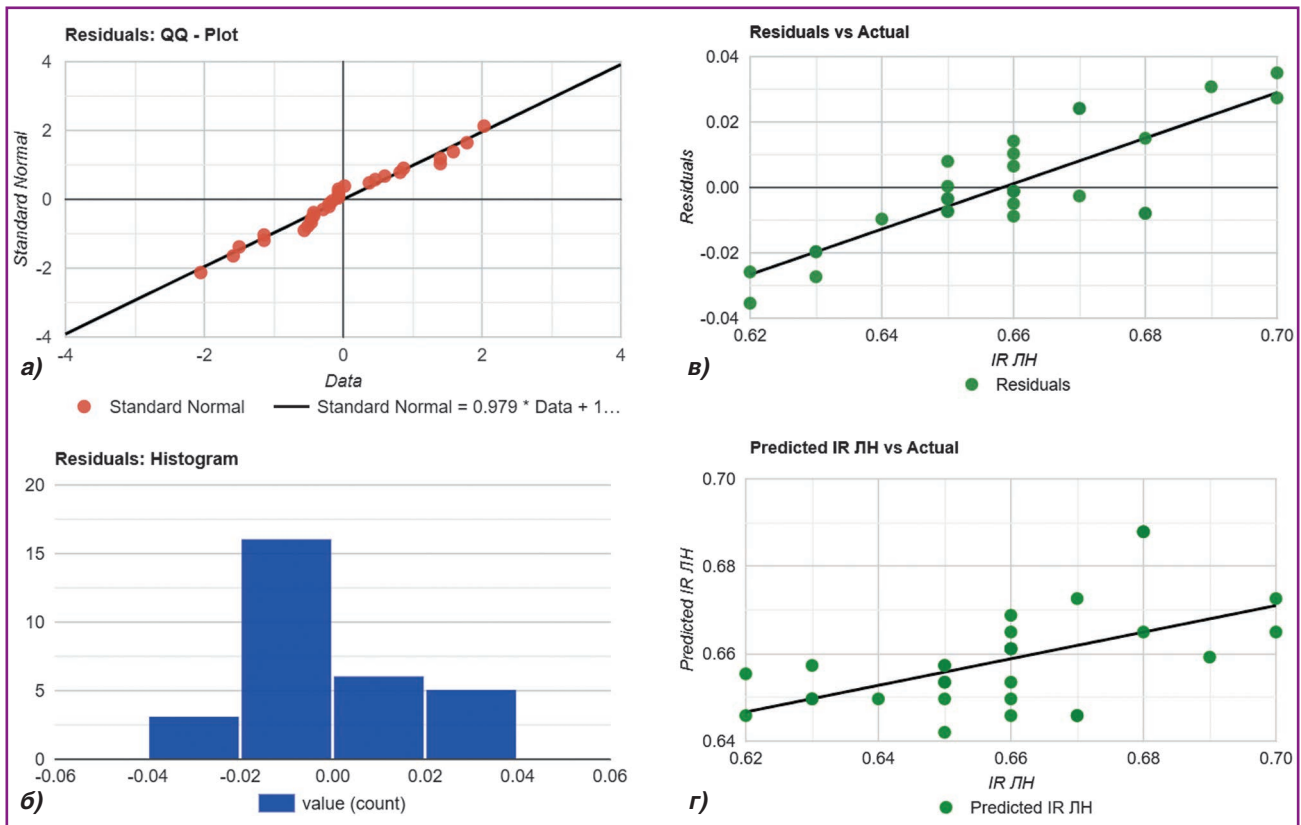 Residuals: QQ - Plot
4
2
0
-2
-4
-4
-2
0
2
4
Standard Normal
Data
а)
Standard Normal
Standard Normal = 0.979 * Data + 1…
Residuals vs Actual
0.04
0.02
0.00
-0.02
-0.04
0.62
0.64
0.66
0.68
0.70
Residuals
IR ЛН
в)
Residuals
Residuals: Histogram
20
15
10
5
0
-0.06
-0.04
-0.02
0.00
0.02
0.04
0.06
б)
value (count)
Predicted IR ЛН vs Actual
0.70
0.68
0.66
0.64
0.62
0.64
0.66
0.68
0.70
Predicted IR ЛН
IR ЛН
г)
Predicted IR ЛН